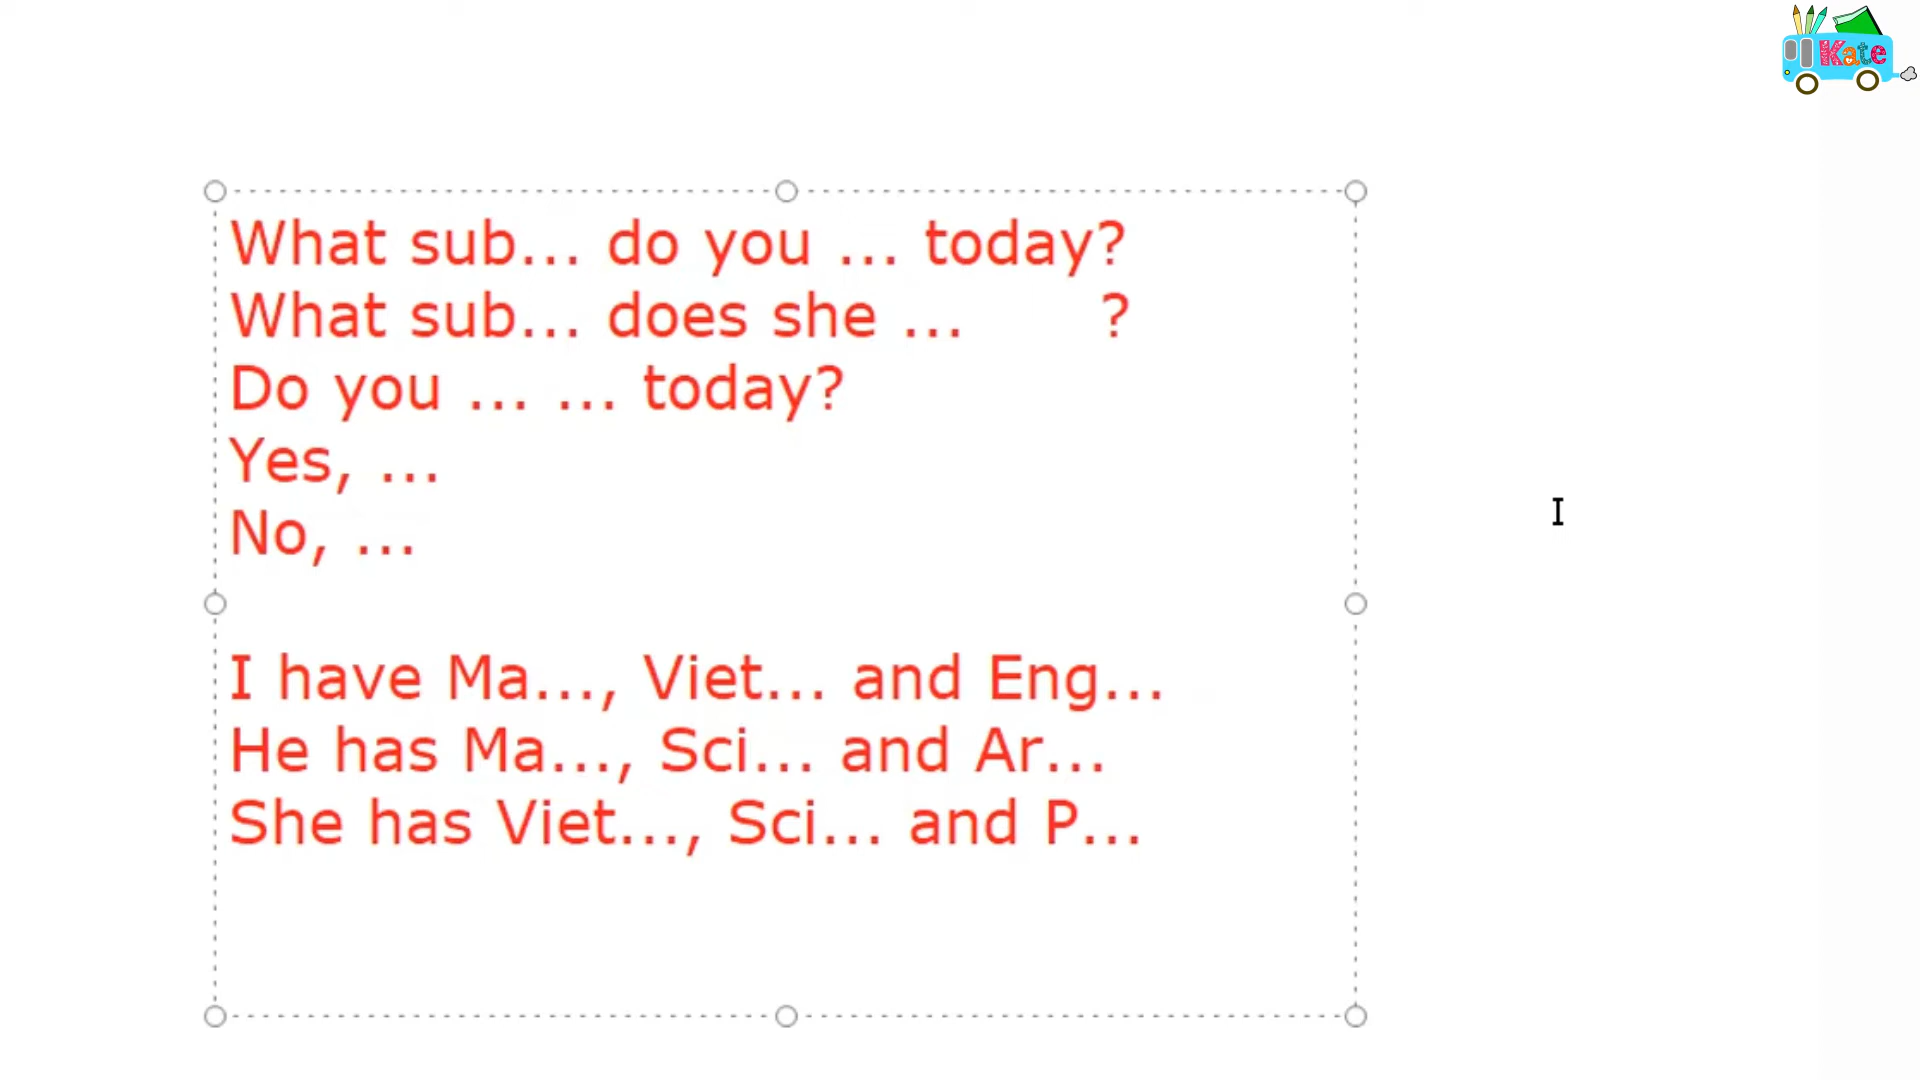 Kate
What sub... do you ... today?
What sub... does she ... ?
Do you ... ... today?
Yes, ...
No, ...
I have Ma..., Viet... and Eng...
He has Ma..., Sci... and Ar...
She has Viet..., Sci... and P...